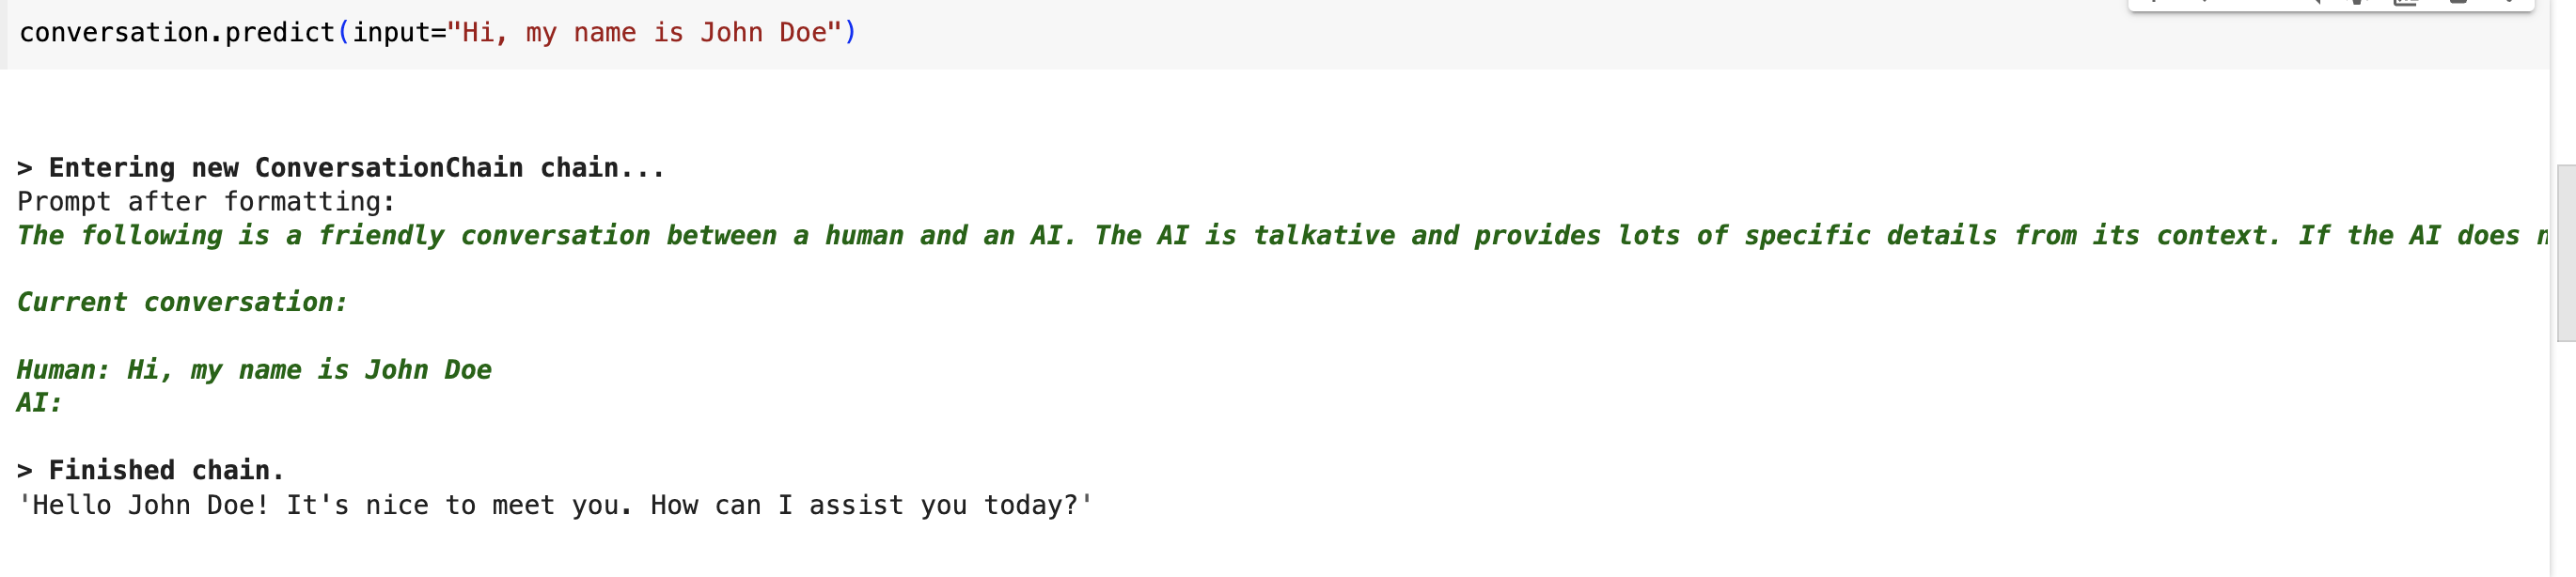 conversation.predict(input="Hi, my name is John Doe")
> Entering new ConversationChain chain...
Prompt after formatting:
The following is a friendly conversation between a human and an AI. The AI is talkative and provides lots of specific details from its context. If the AI does
Current conversation:
Human: Hi, my name is John Doe
AI:
> Finished chain.
'Hello John Doe! It's nice to meet you. How can I assist you today?'